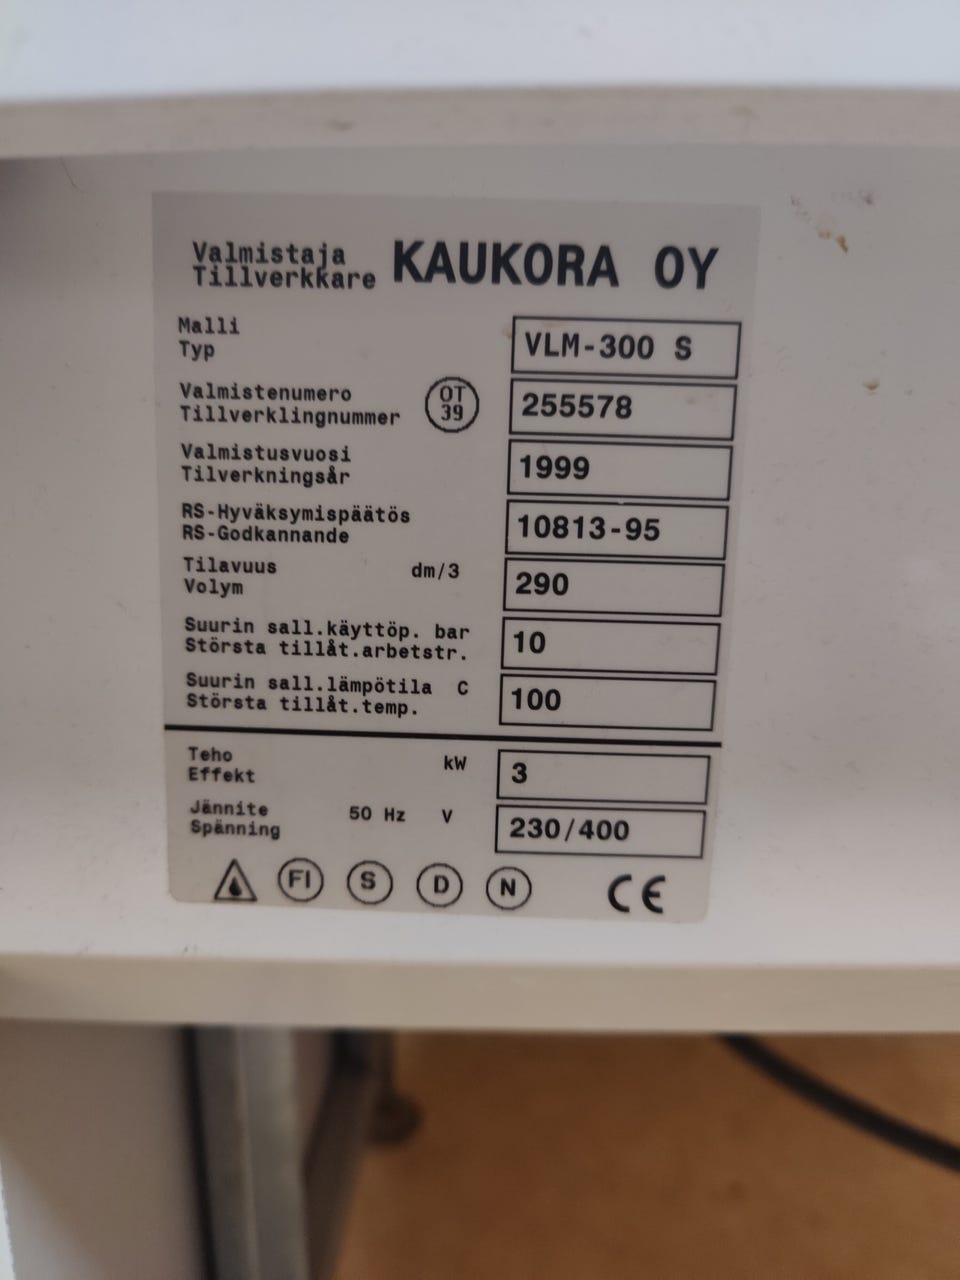 Valmistaja
Tillverkkare KAUKORA OY
Malli
Typ VLM-300 S
Valmistenumero
Tillverklingnummer OT 39 255578
Valmistusvuosi
Tilverkningsår 1999
RS-Hyväksymispäätös
RS-Godkannande 10813-95
Tilavuus dm/3
Volym 290
Suurin sall.käyttöp. bar
Största tillåt.arbetstr. 10
Suurin sall.lämpötila C
Största tillåt.temp. 100
Teho kW
Effekt 3
Jännite 50 Hz V
Spänning 230/400
FI S D N CE